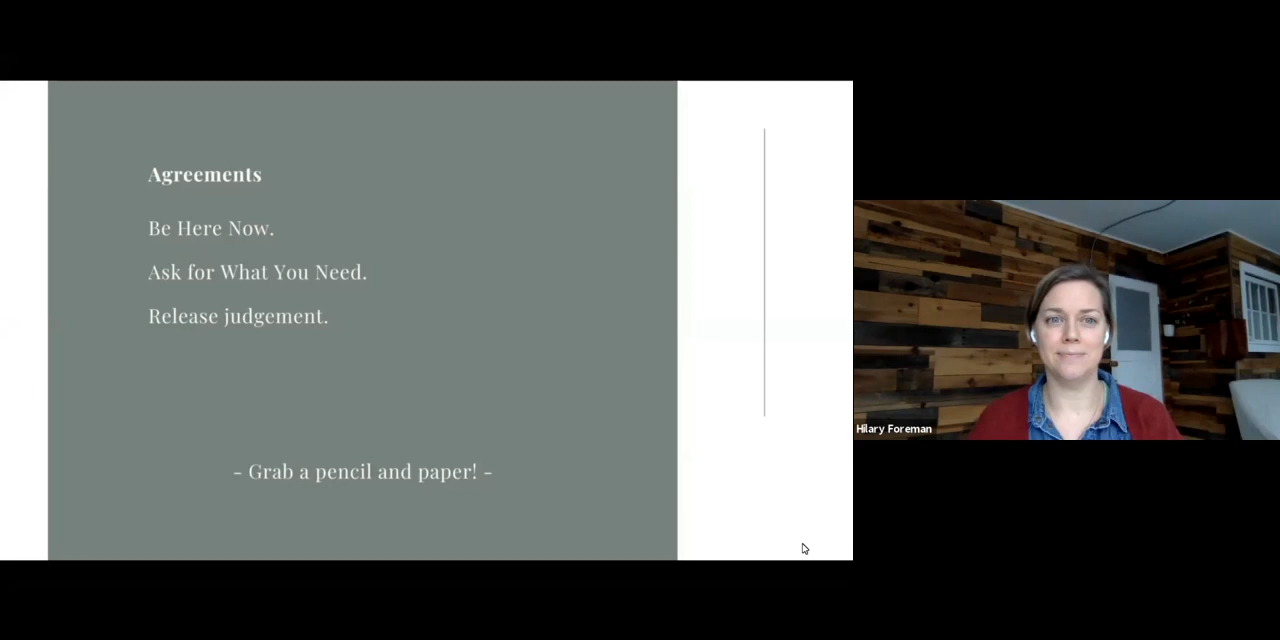 Agreements
Be Here Now.
Ask for What You Need.
Release judgement.
- Grab a pencil and paper! -
Hilary Foreman